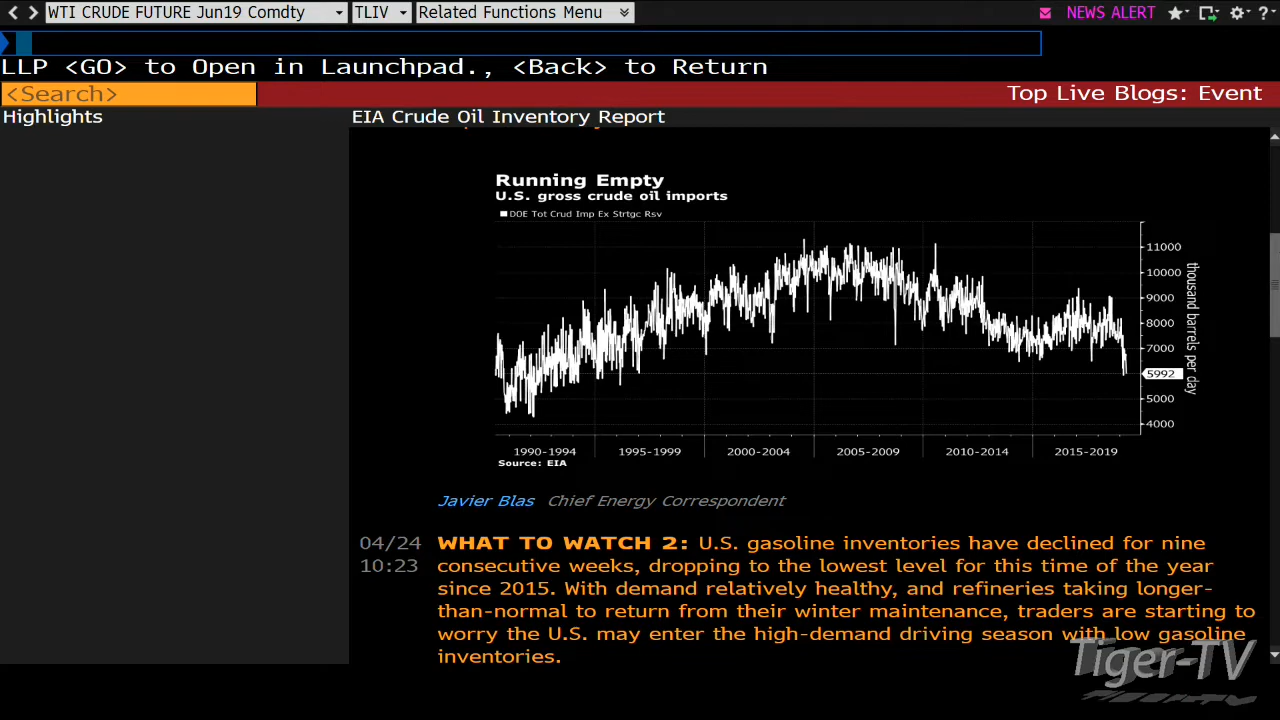 WTI CRUDE FUTURE Jun19 Comdty TLIV Related Functions Menu NEWS ALERT
LLP <GO> to Open in Launchpad., <Back> to Return
<Search> Top Live Blogs: Event
Highlights EIA Crude Oil Inventory Report
Running Empty
U.S. gross crude oil imports
DOE Tot Crud Imp Ex Strtgc Rsv
11000
10000
9000
8000
7000
5992
5000
4000
thousand barrels per day
1990-1994 1995-1999 2000-2004 2005-2009 2010-2014 2015-2019
Source: EIA
Javier Blas Chief Energy Correspondent
04/24 WHAT TO WATCH 2: U.S. gasoline inventories have declined for nine
10:23 consecutive weeks, dropping to the lowest level for this time of the year
since 2015. With demand relatively healthy, and refineries taking longer-
than-normal to return from their winter maintenance, traders are starting to
worry the U.S. may enter the high-demand driving season with low gasoline
inventories.
Tiger-TV